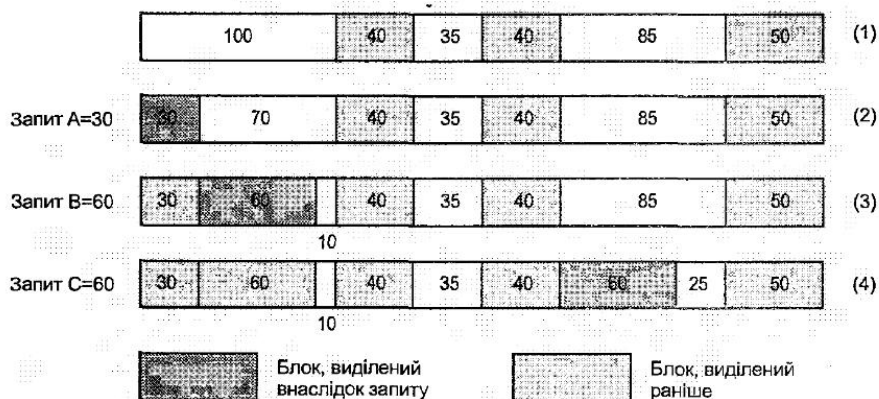 100 40 35 40 85 50 (1)
Запит А=30 30 70 40 35 40 85 50 (2)
Запит В=60 30 60 40 35 40 85 50 (3)
10
Запит С=60 30 60 40 35 40 60 25 50 (4)
10
Блок, виділений
внаслідок запиту
Блок, виділений
раніше